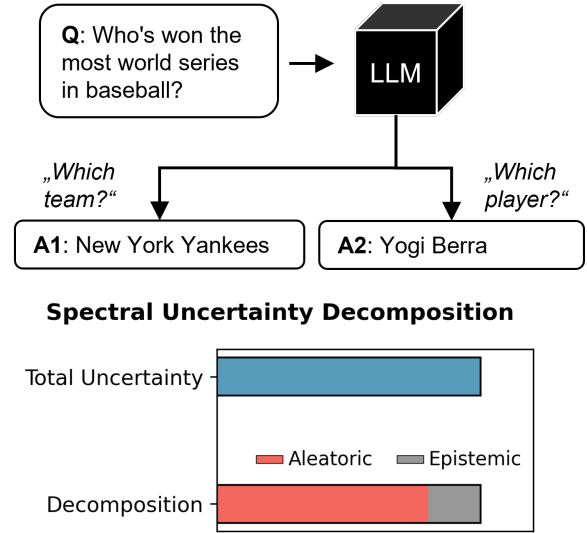 Q: Who's won the
most world series
in baseball?
LLM
„Which
team?“
„Which
player?“
A1: New York Yankees
A2: Yogi Berra
Spectral Uncertainty Decomposition
Total Uncertainty
Aleatoric
Epistemic
Decomposition